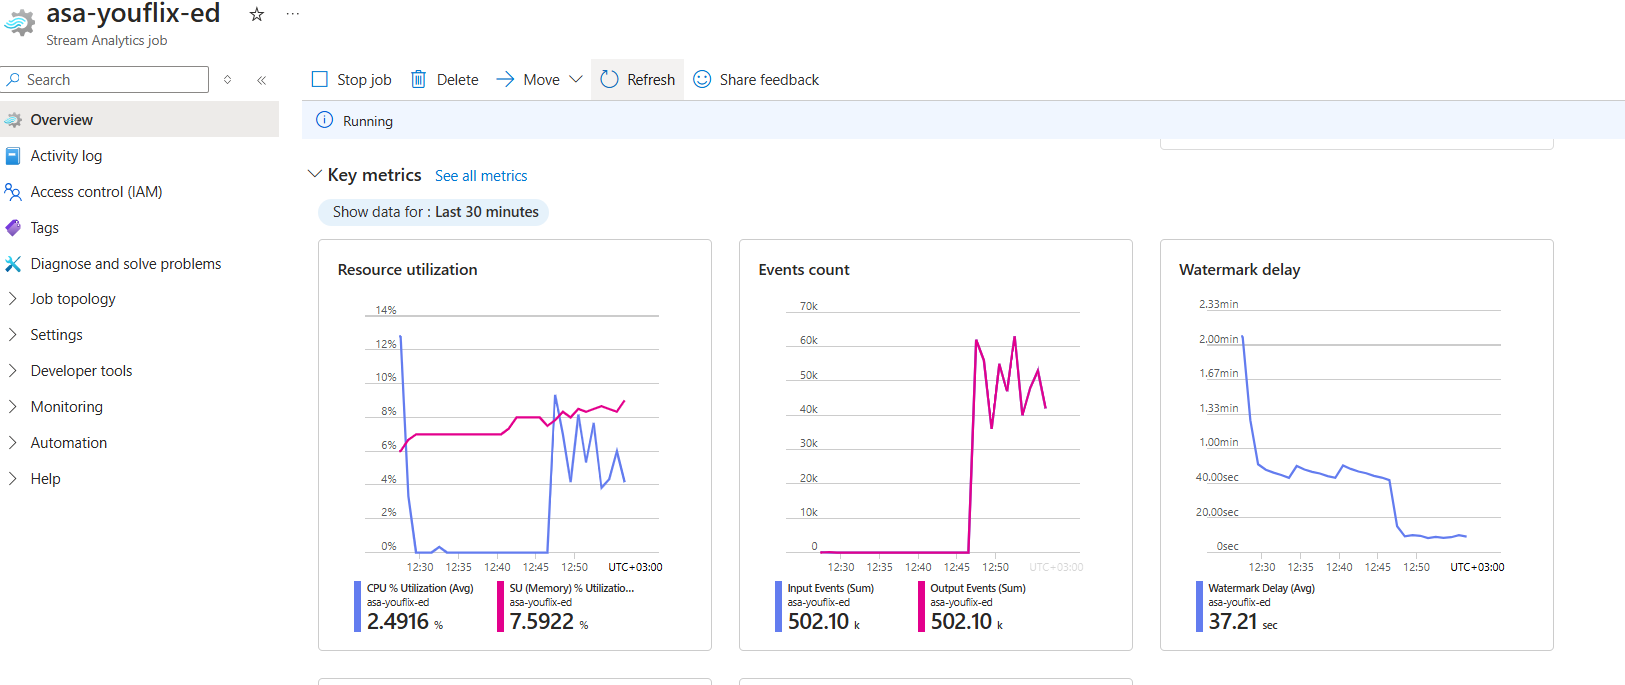 asa-youflix-ed
Stream Analytics job
Search
Stop job Delete Move Refresh Share feedback
Running
Overview
Activity log
Access control (IAM)
Tags
Diagnose and solve problems
Job topology
Settings
Developer tools
Monitoring
Automation
Help
Key metrics See all metrics
Show data for : Last 30 minutes
Resource utilization
14%
12%
10%
8%
6%
4%
2%
0%
12:30 12:35 12:40 12:45 12:50 UTC+03:00
CPU % Utilization (Avg) SU (Memory) % Utilizatio...
asa-youflix-ed asa-youflix-ed
2.4916 % 7.5922 %
Events count
70k
60k
50k
40k
30k
20k
10k
0
12:30 12:35 12:40 12:45 12:50 UTC+03:00
Input Events (Sum) Output Events (Sum)
asa-youflix-ed asa-youflix-ed
502.10 k 502.10 k
Watermark delay
2.33min
2.00min
1.67min
1.33min
1.00min
40.00sec
20.00sec
0sec
12:30 12:35 12:40 12:45 12:50 UTC+03:00
Watermark Delay (Avg)
asa-youflix-ed
37.21 sec